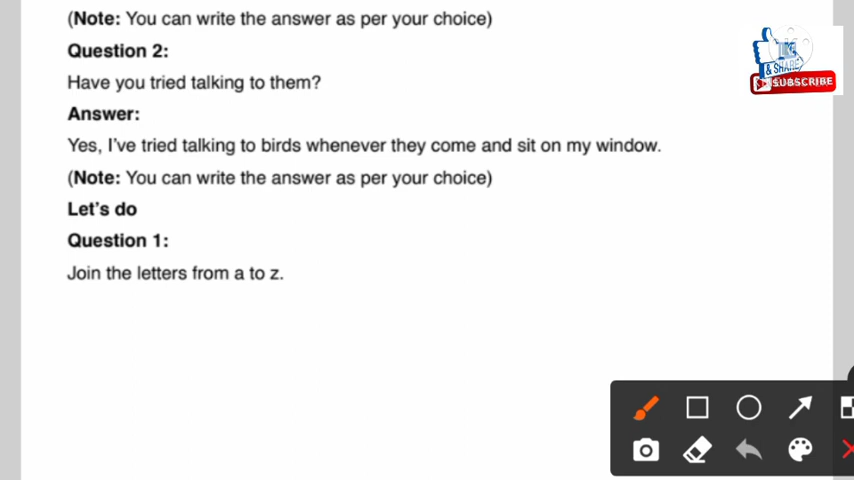 (Note: You can write the answer as per your choice)
Question 2:
Have you tried talking to them?
Answer:
Yes, I've tried talking to birds whenever they come and sit on my window.
(Note: You can write the answer as per your choice)
Let's do
Question 1:
Join the letters from a to z.
LIKE
& SHARE
SUBSCRIBE